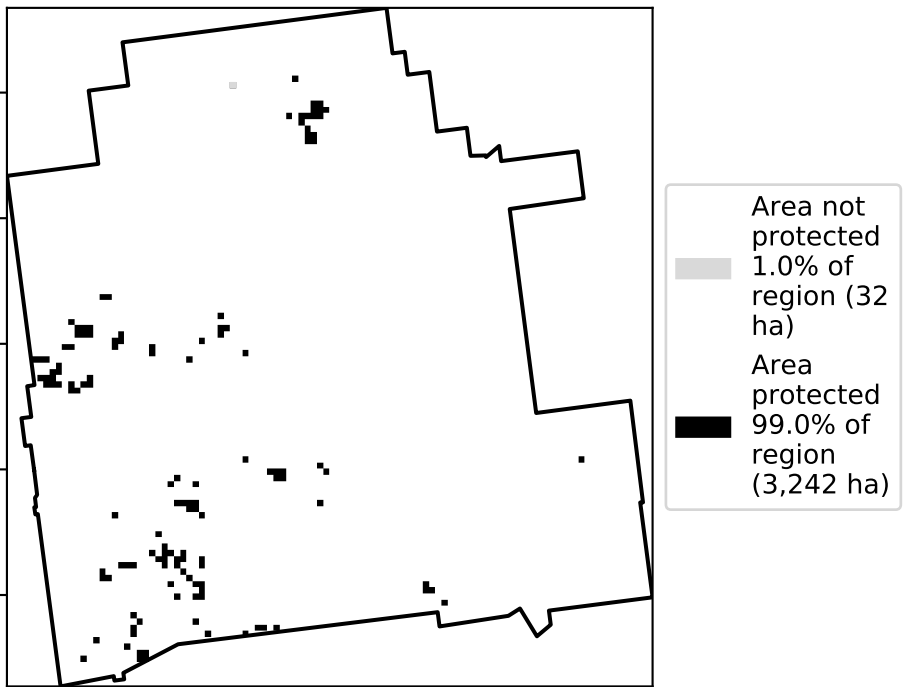 Area not
protected
1.0% of
region (32
ha)
Area
protected
99.0% of
region
(3,242 ha)